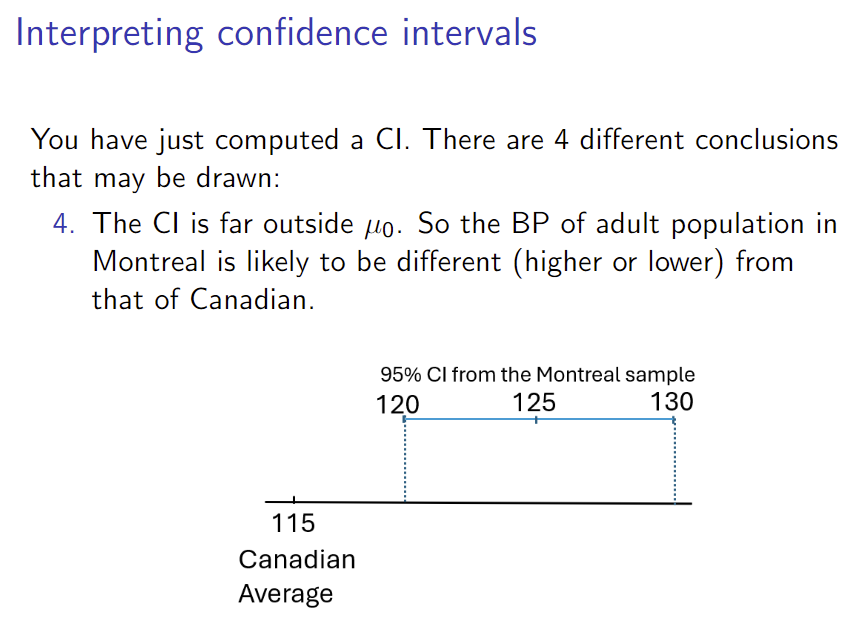 Interpreting confidence intervals
You have just computed a CI. There are 4 different conclusions
that may be drawn:
4. The CI is far outside μ₀. So the BP of adult population in
Montreal is likely to be different (higher or lower) from
that of Canadian.
95% CI from the Montreal sample
120 125 130
115
Canadian
Average